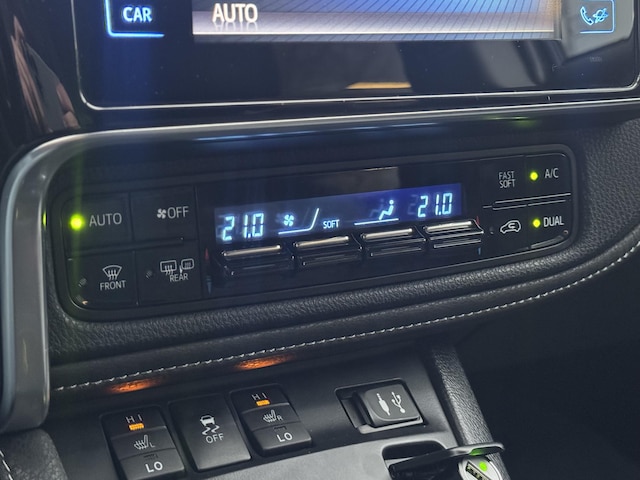 CAR
AUTO
AUTO
OFF
21.0
SOFT
21.0
FAST
SOFT
A/C
FRONT
REAR
DUAL
HI
L
LO
OFF
HI
R
LO